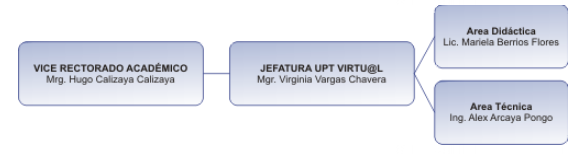 VICE RECTORADO ACADÉMICO
Mrg. Hugo Calizaya Calizaya
JEFATURA UPT VIRTU@L
Mgr. Virginia Vargas Chavera
Area Didáctica
Lic. Mariela Berrios Flores
Area Técnica
Ing. Alex Arcaya Pongo